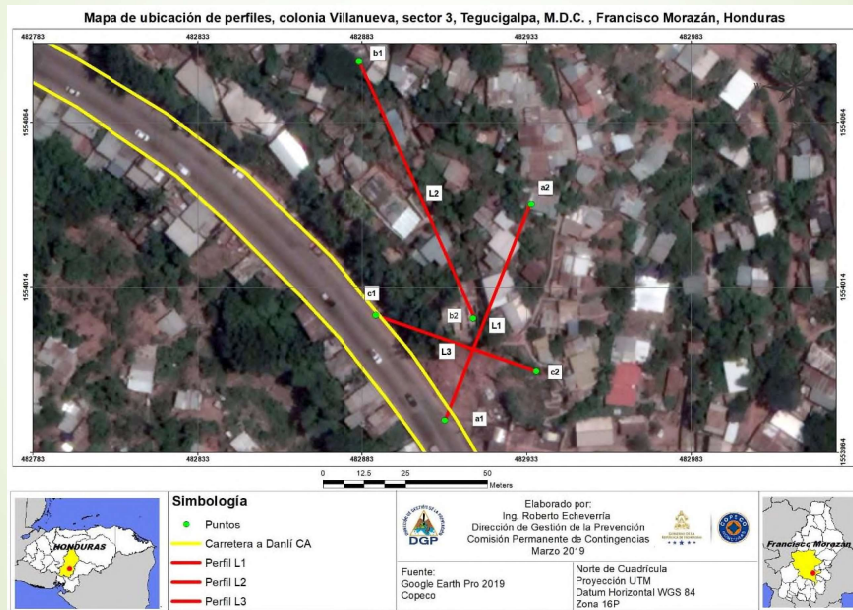 Mapa de ubicación de perfiles, colonia Villanueva, sector 3, Tegucigalpa, M.D.C. , Francisco Morazán, Honduras
482783 482833 482883 482933 482983
b1
1554064 1554064
L2
a2
1554014 1554014
c1
b2
L1
L3
c2
a1
1553964
482783 482833 482883 482933 482983
0 12.5 25 50
Meters
HONDURAS
Simbología
Puntos
Carretera a Danlí CA
Perfil L1
Perfil L2
Perfil L3
DGP
Elaborado por:
Ing. Roberto Echeverría
Dirección de Gestión de la Prevención
Comisión Permanente de Contingencias
Marzo 2019
COPECO
Fuente:
Google Earth Pro 2019
Copeco
Norte de Cuadrícula
Proyección UTM
Datum Horizontal WGS 84
Zona 16P
Francisco Morazán